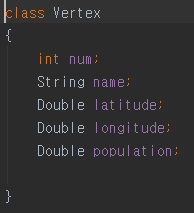 class Vertex
{
int num;
String name;
Double latitude;
Double longitude;
Double population;
}